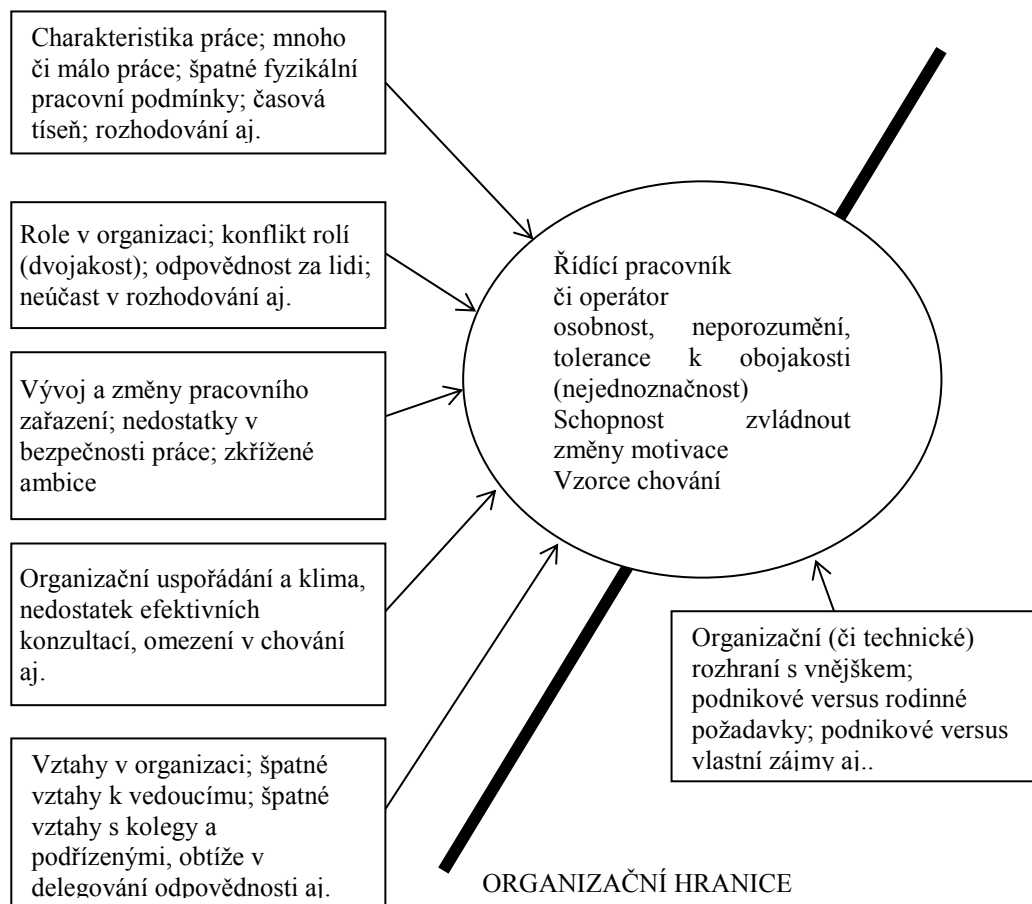 Charakteristika práce; mnoho
či málo práce; špatné fyzikální
pracovní podmínky; časová
tíseň; rozhodování aj.
Role v organizaci; konflikt rolí
(dvojakost); odpovědnost za lidi;
neúčast v rozhodování aj.
Vývoj a změny pracovního
zařazení; nedostatky v
bezpečnosti práce; zkřížené
ambice
Organizační uspořádání a klima,
nedostatek efektivních
konzultací, omezení v chování
aj.
Vztahy v organizaci; špatné
vztahy k vedoucímu; špatné
vztahy s kolegy a
podřízenými, obtíže v
delegování odpovědnosti aj.
Řídící pracovník
či operátor
osobnost, neporozumění,
tolerance k obojakosti
(nejednoznačnost)
Schopnost zvládnout
změny motivace
Vzorce chování
Organizační (či technické)
rozhraní s vnějškem;
podnikové versus rodinné
požadavky; podnikové versus
vlastní zájmy aj..
ORGANIZAČNÍ HRANICE